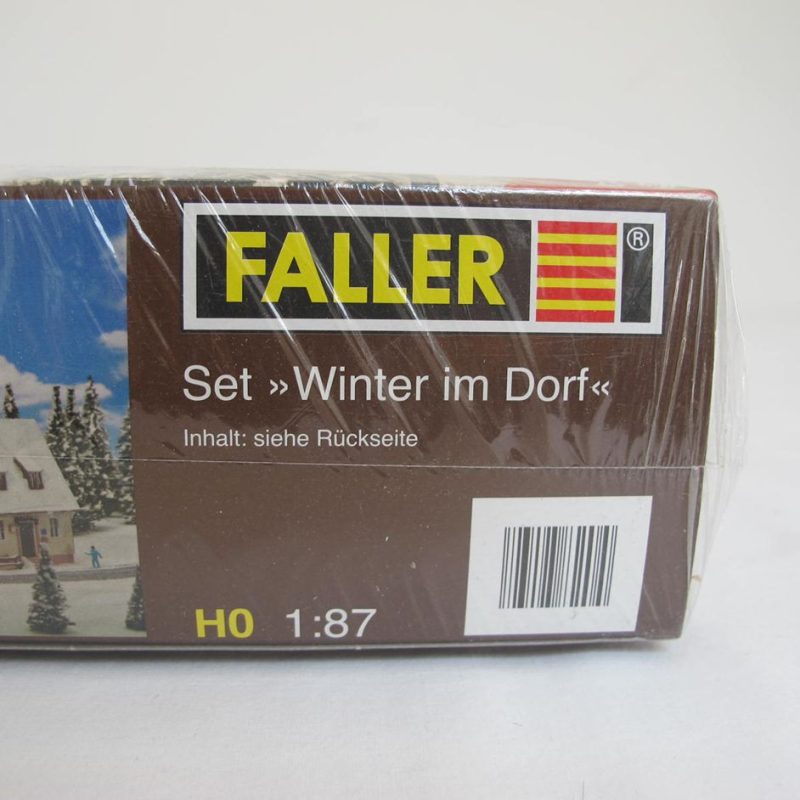 FALLER ®
Set »Winter im Dorf«
Inhalt: siehe Rückseite
H0 1:87